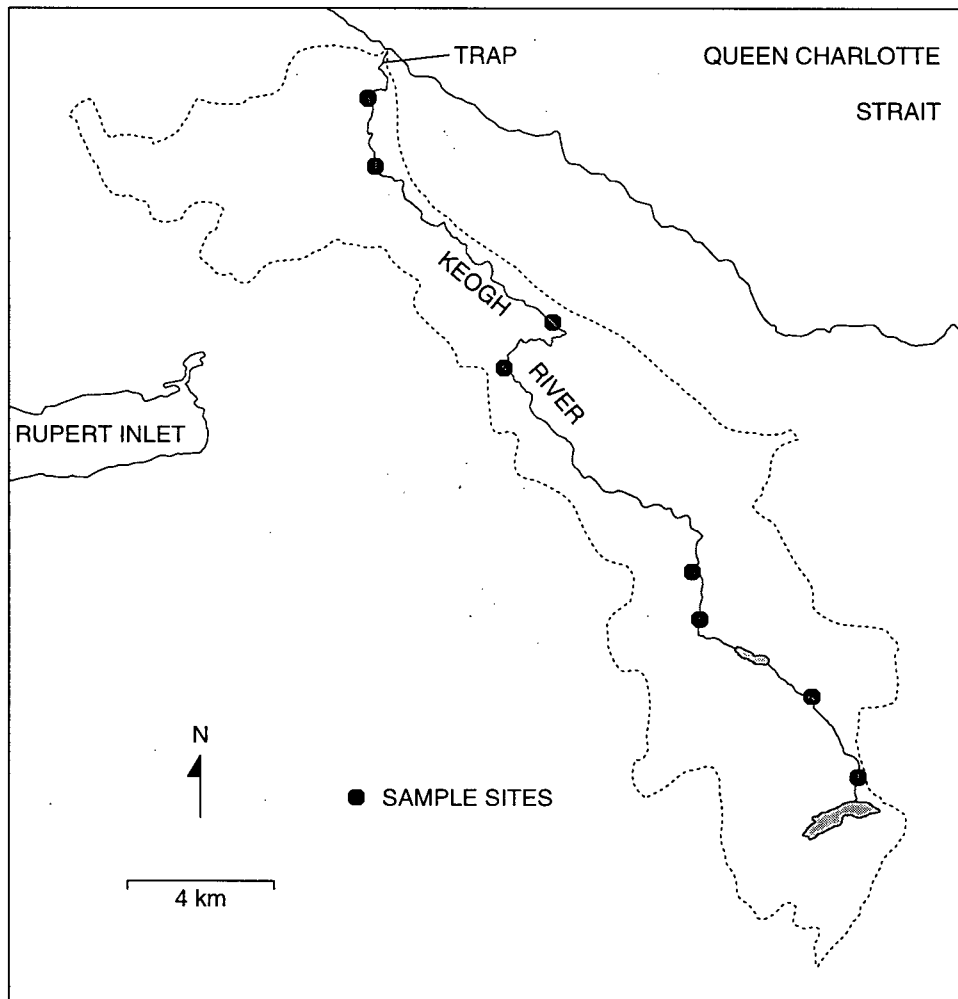 TRAP
QUEEN CHARLOTTE
STRAIT
KEOGH
RIVER
RUPERT INLET
N
SAMPLE SITES
4 km